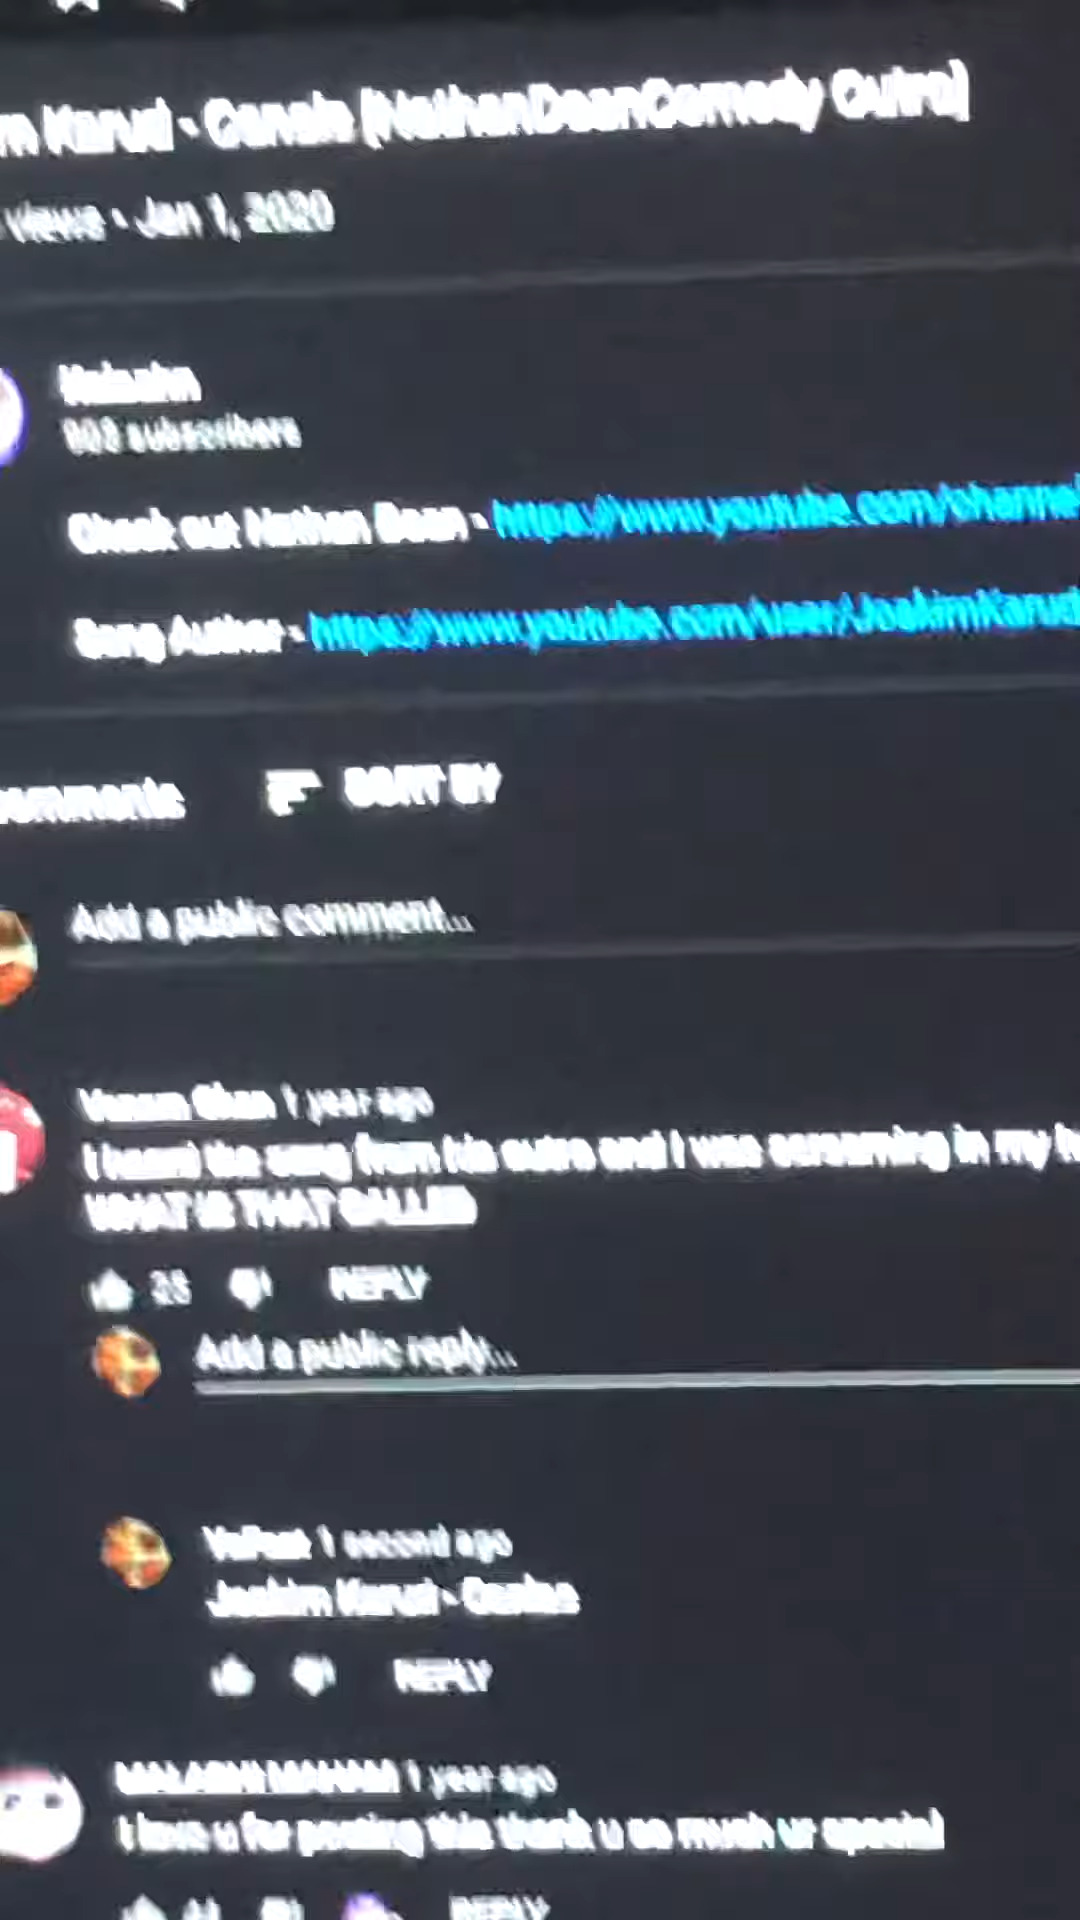 m Karud - Canals (NathanDeanComedy Outro)
views • Jan 1, 2020
subscribers
Check out Nathan Dean - https://www.youtube.com/channel
Song Author - https://www.youtube.com/user/JoakimKarud
comments SORT BY
Add a public comment...
1 year ago
I heard the song from his outro and I was screaming in my
WHAT IS THAT CALLED
REPLY
Add a public reply...
1 second ago
Joakim Karud - Canals
REPLY
1 year ago
I love u for posting this thank u so much ur special
REPLY